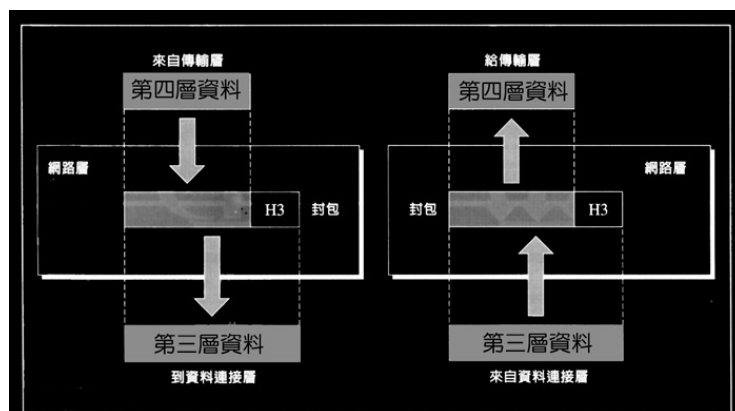 來自傳輸層
第四層資料
網路層
H3
封包
第三層資料
到資料連接層
給傳輸層
第四層資料
網路層
封包
H3
第三層資料
來自資料連接層